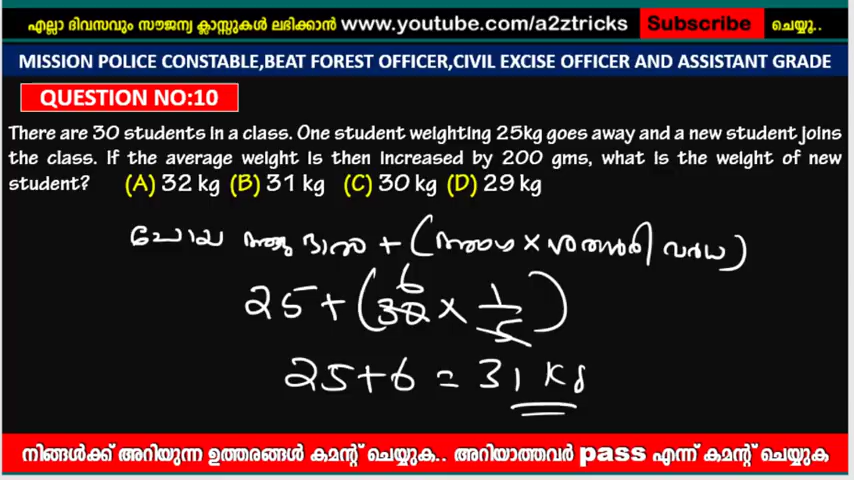 എല്ലാ ദിവസവും സൗജന്യ ക്ലാസ്സുകൾ ലഭിക്കാൻ www.youtube.com/a2ztricks Subscribe ചെയ്യൂ..
MISSION POLICE CONSTABLE,BEAT FOREST OFFICER,CIVIL EXCISE OFFICER AND ASSISTANT GRADE
QUESTION NO:10
There are 30 students in a class. One student weighting 25kg goes away and a new student joins
the class. If the average weight is then increased by 200 gms, what is the weight of new
student? (A) 32 kg (B) 31 kg (C) 30 kg (D) 29 kg
പോയ + ( × ശരാശരി വർധ )
25 + ( 6 30 × 1/5 )
25 + 6 = 31 Kg
നിങ്ങൾക്ക് അറിയുന്ന ഉത്തരങ്ങൾ കമന്റ് ചെയ്യുക.. അറിയാത്തവർ pass എന്ന് കമന്റ് ചെയ്യുക